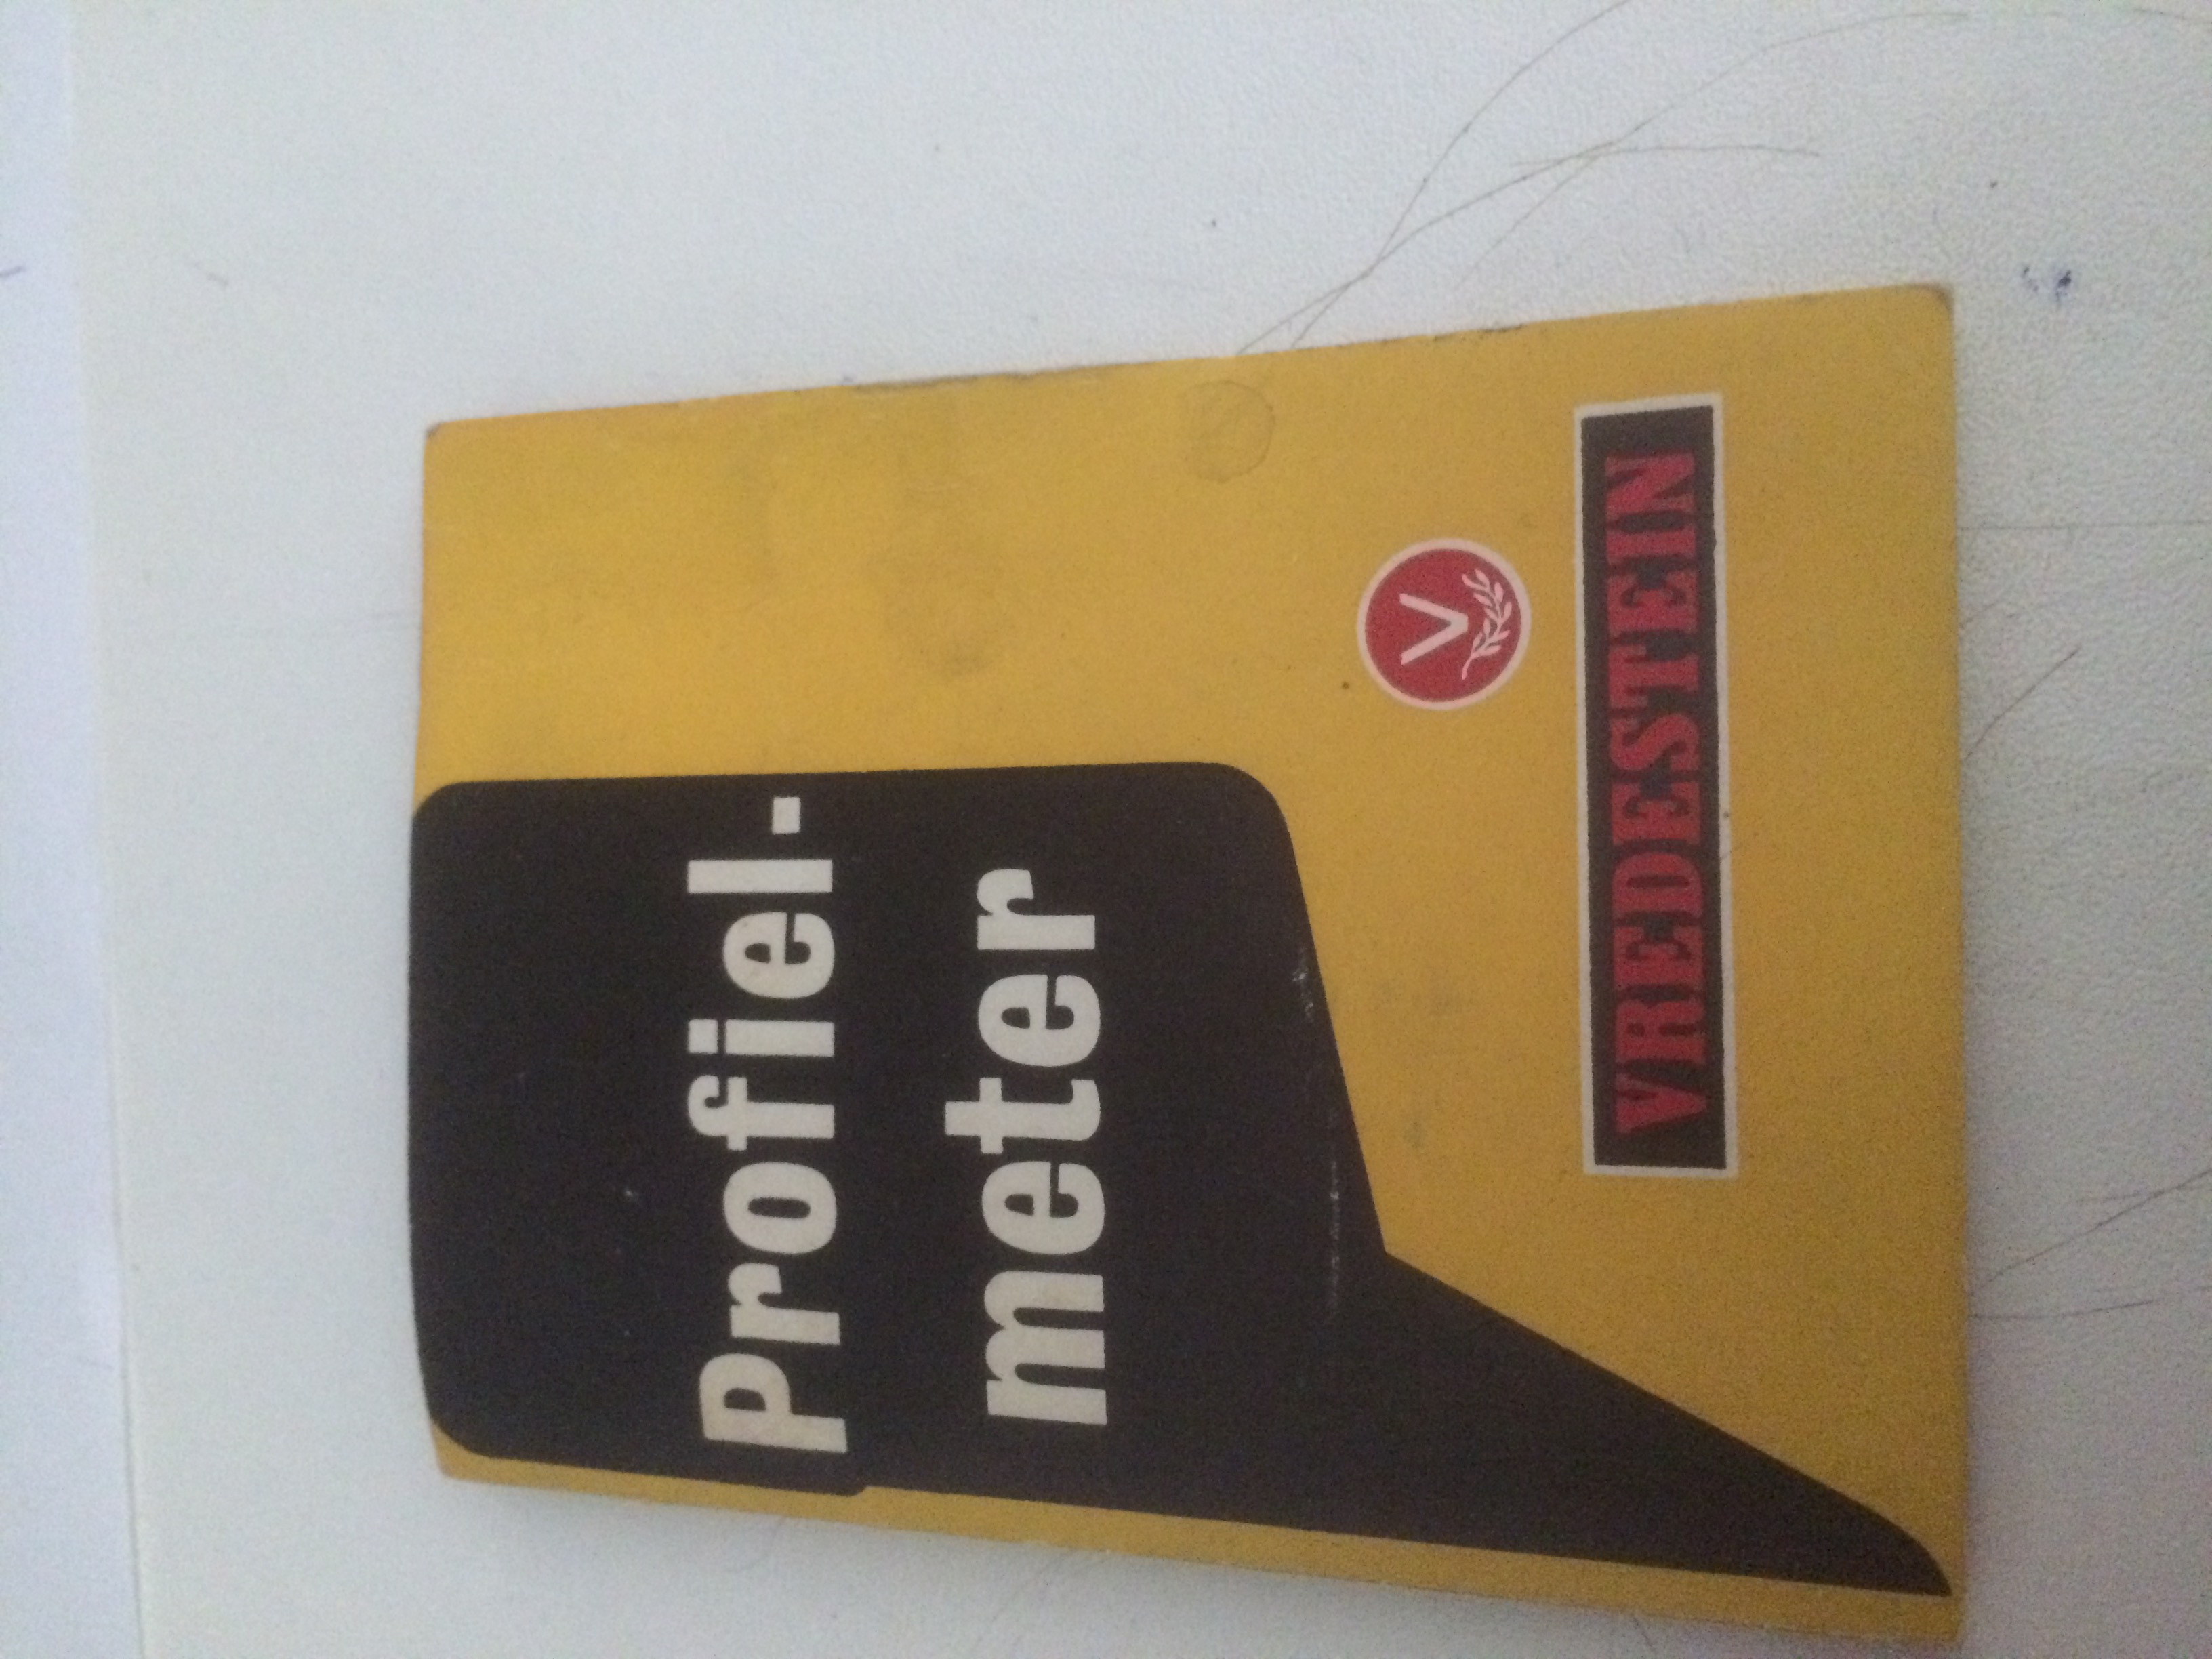 Profiel-
meter
V
VREDESTEIN